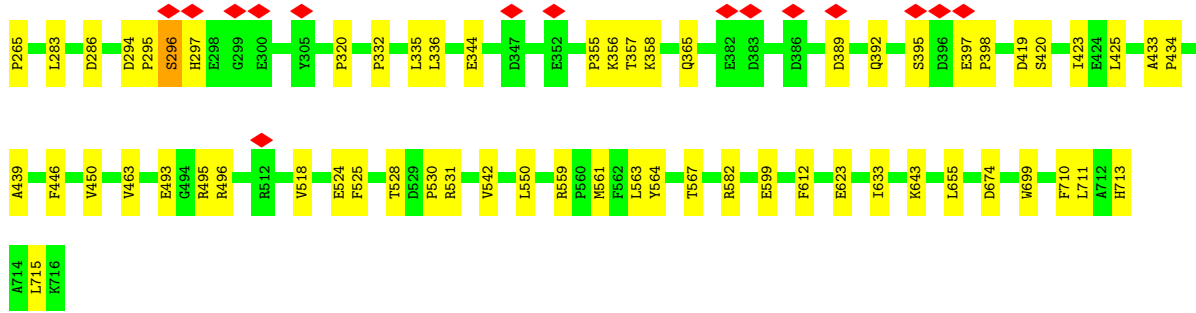 P265 L283 D286 D294 P295 S296 H297 E298 G299 E300 Y305 P320 P332 L335 L336 E344 D347 E352 P355 K356 T357 K358 Q365 E382 D383 D386 D389 Q392 S395 D396 E397 P398 D419 S420 I423 E424 L425 A433 P434
A439 F446 V450 V463 E493 G494 R495 R496 R512 V518 E524 F525 T528 D529 P530 R531 V542 L550 R559 P560 M561 F562 L563 Y564 T567 R582 E599 F612 E623 I633 K643 L655 D674 W699 F710 L711 A712 H713
A714 L715 K716